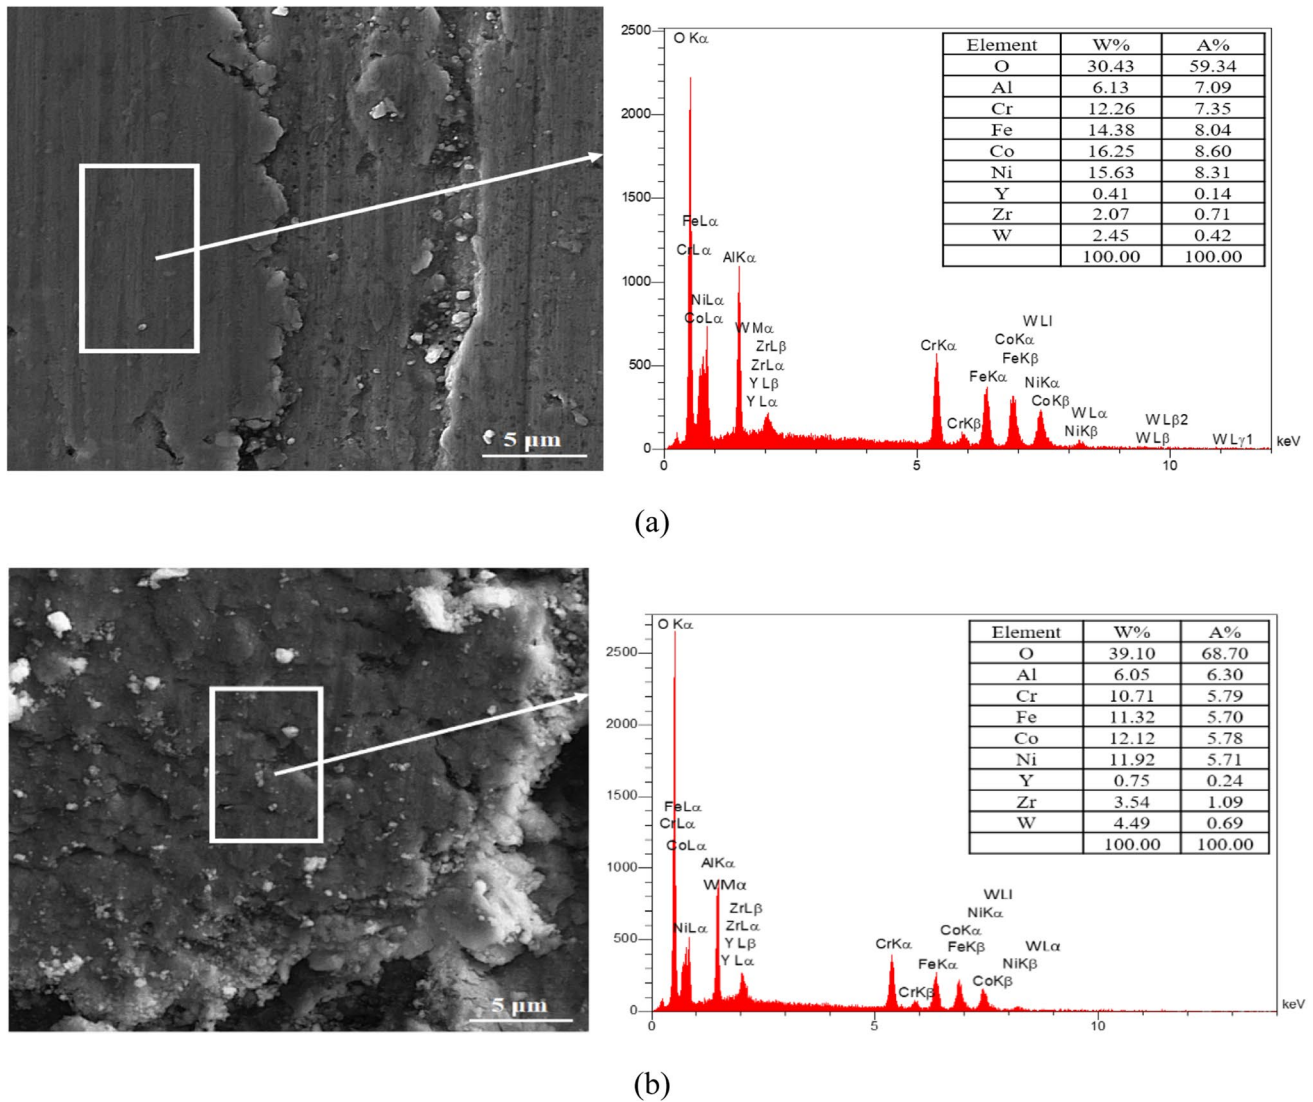 5 μm
2500
2000
1500
1000
500
0
0
5
10
keV
O Kα
FeLα
CrLα
NiLα
CoLα
AlKα
W Mα
ZrLβ
ZrLα
Y Lβ
Y Lα
CrKα
CrKβ
FeKα
W Ll
CoKα
FeKβ
NiKα
CoKβ
W Lα
NiKβ
W Lβ2
W Lβ
W Lγ1
Element W% A%
O 30.43 59.34
Al 6.13 7.09
Cr 12.26 7.35
Fe 14.38 8.04
Co 16.25 8.60
Ni 15.63 8.31
Y 0.41 0.14
Zr 2.07 0.71
W 2.45 0.42
100.00 100.00
(a)
5 μm
2500
2000
1500
1000
500
0
0
5
10
keV
O Kα
FeLα
CrLα
CoLα
NiLα
AlKα
WMα
ZrLβ
ZrLα
Y Lβ
Y Lα
CrKα
CrKβ
FeKα
WLl
NiKα
CoKα
FeKβ
WLα
NiKβ
CoKβ
Element W% A%
O 39.10 68.70
Al 6.05 6.30
Cr 10.71 5.79
Fe 11.32 5.70
Co 12.12 5.78
Ni 11.92 5.71
Y 0.75 0.24
Zr 3.54 1.09
W 4.49 0.69
100.00 100.00
(b)